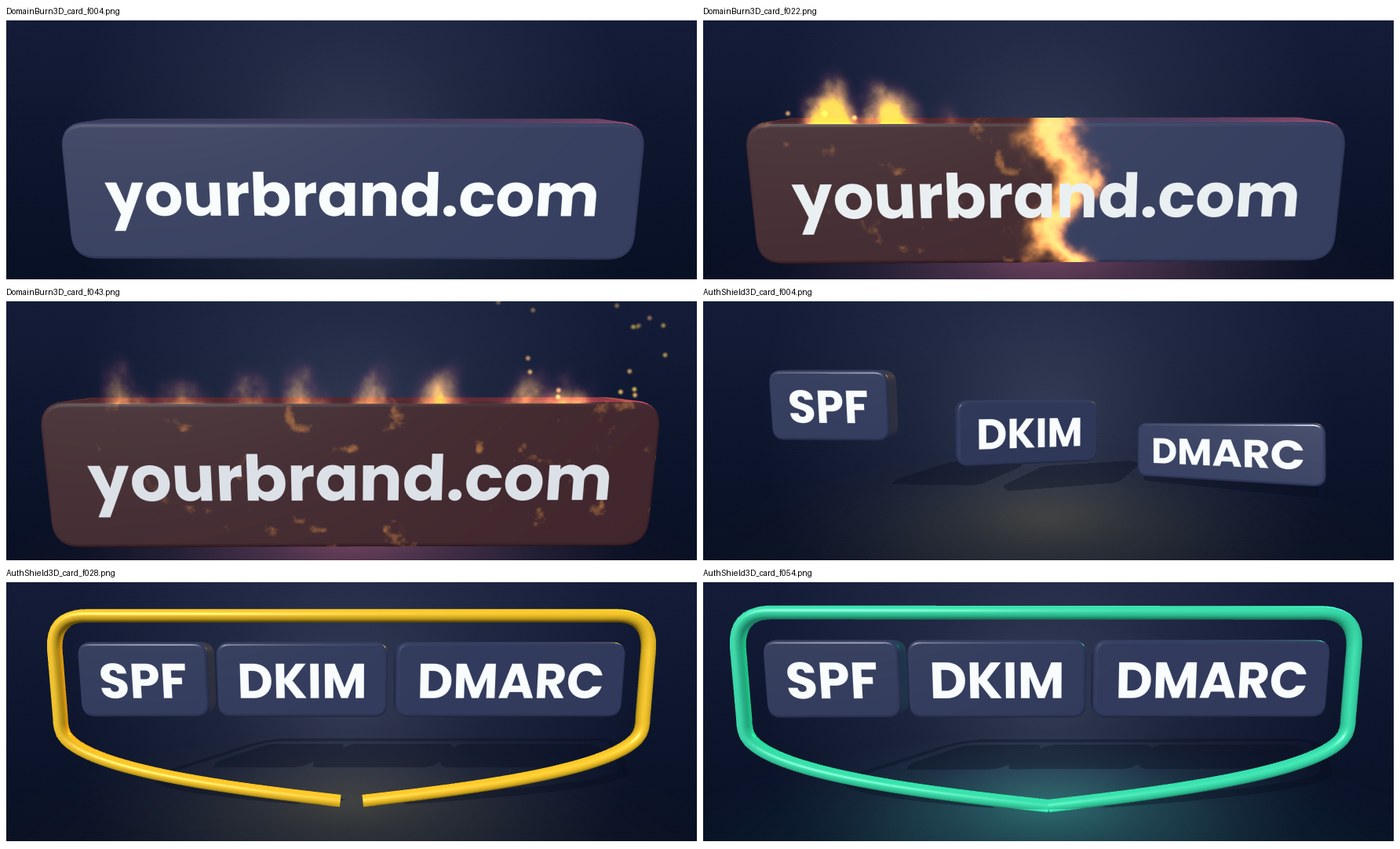 DomainBurn3D_card_f004.png
yourbrand.com
DomainBurn3D_card_f022.png
yourbrand.com
DomainBurn3D_card_f043.png
yourbrand.com
AuthShield3D_card_f004.png
SPF
DKIM
DMARC
AuthShield3D_card_f028.png
SPF DKIM DMARC
AuthShield3D_card_f054.png
SPF DKIM DMARC